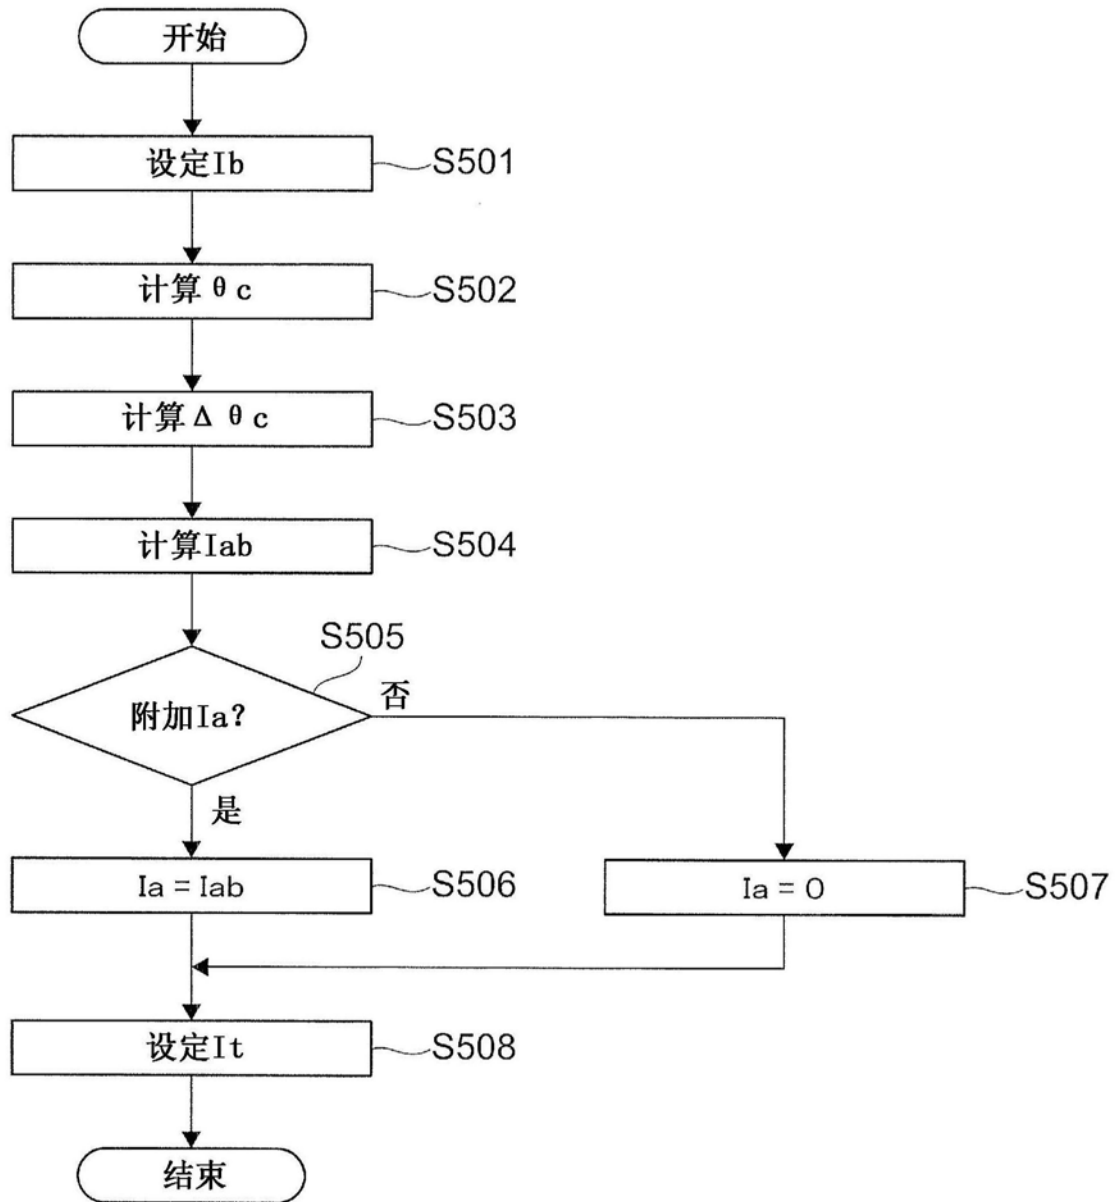 开始
设定Ib
S501
计算θc
S502
计算Δθc
S503
计算Iab
S504
S505
附加Ia?
否
是
Ia = Iab
S506
Ia = 0
S507
设定It
S508
结束